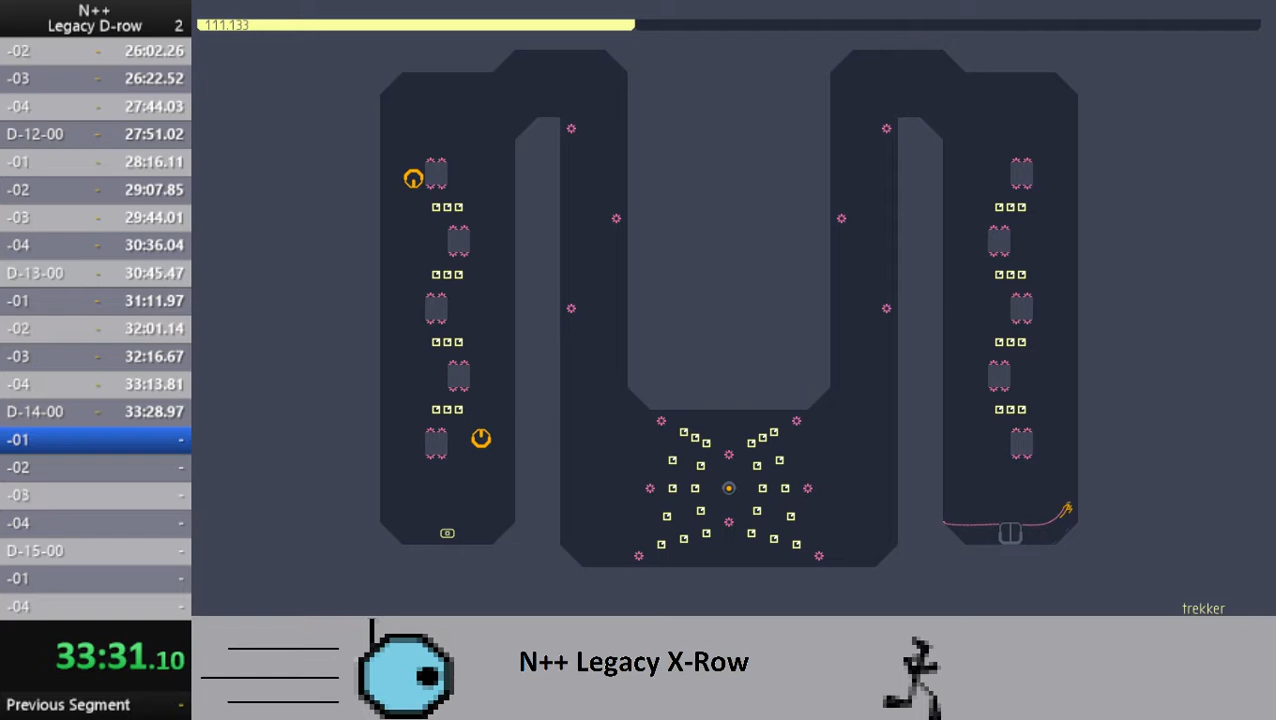 N++
Legacy D-row 2
-02 - 26:02.26
-03 - 26:22.52
-04 - 27:44.03
D-12-00 - 27:51.02
-01 - 28:16.11
-02 - 29:07.85
-03 - 29:44.01
-04 - 30:36.04
D-13-00 - 30:45.47
-01 - 31:11.97
-02 - 32:01.14
-03 - 32:16.67
-04 - 33:13.81
D-14-00 - 33:28.97
-01 -
-02 -
-03 -
-04 -
D-15-00 -
-01 -
-04 -
33:31.10
Previous Segment -
111.133
trekker
N++ Legacy X-Row